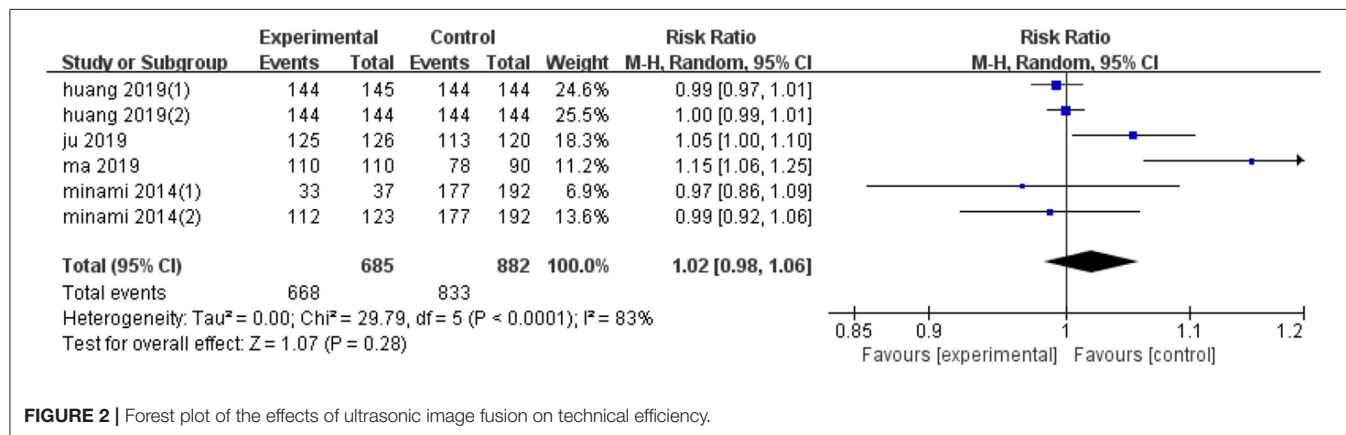 Experimental Control Risk Ratio Risk Ratio
Study or Subgroup Events Total Events Total Weight M-H, Random, 95% CI M-H, Random, 95% CI
huang 2019(1) 144 145 144 144 24.6% 0.99 [0.97, 1.01]
huang 2019(2) 144 144 144 144 25.5% 1.00 [0.99, 1.01]
ju 2019 125 126 113 120 18.3% 1.05 [1.00, 1.10]
ma 2019 110 110 78 90 11.2% 1.15 [1.06, 1.25]
minami 2014(1) 33 37 177 192 6.9% 0.97 [0.86, 1.09]
minami 2014(2) 112 123 177 192 13.6% 0.99 [0.92, 1.06]
Total (95% CI) 685 882 100.0% 1.02 [0.98, 1.06]
Total events 668 833
Heterogeneity: Tau² = 0.00; Chi² = 29.79, df = 5 (P < 0.0001); I² = 83%
Test for overall effect: Z = 1.07 (P = 0.28)
0.85 0.9 1 1.1 1.2
Favours [experimental] Favours [control]
FIGURE 2 | Forest plot of the effects of ultrasonic image fusion on technical efficiency.